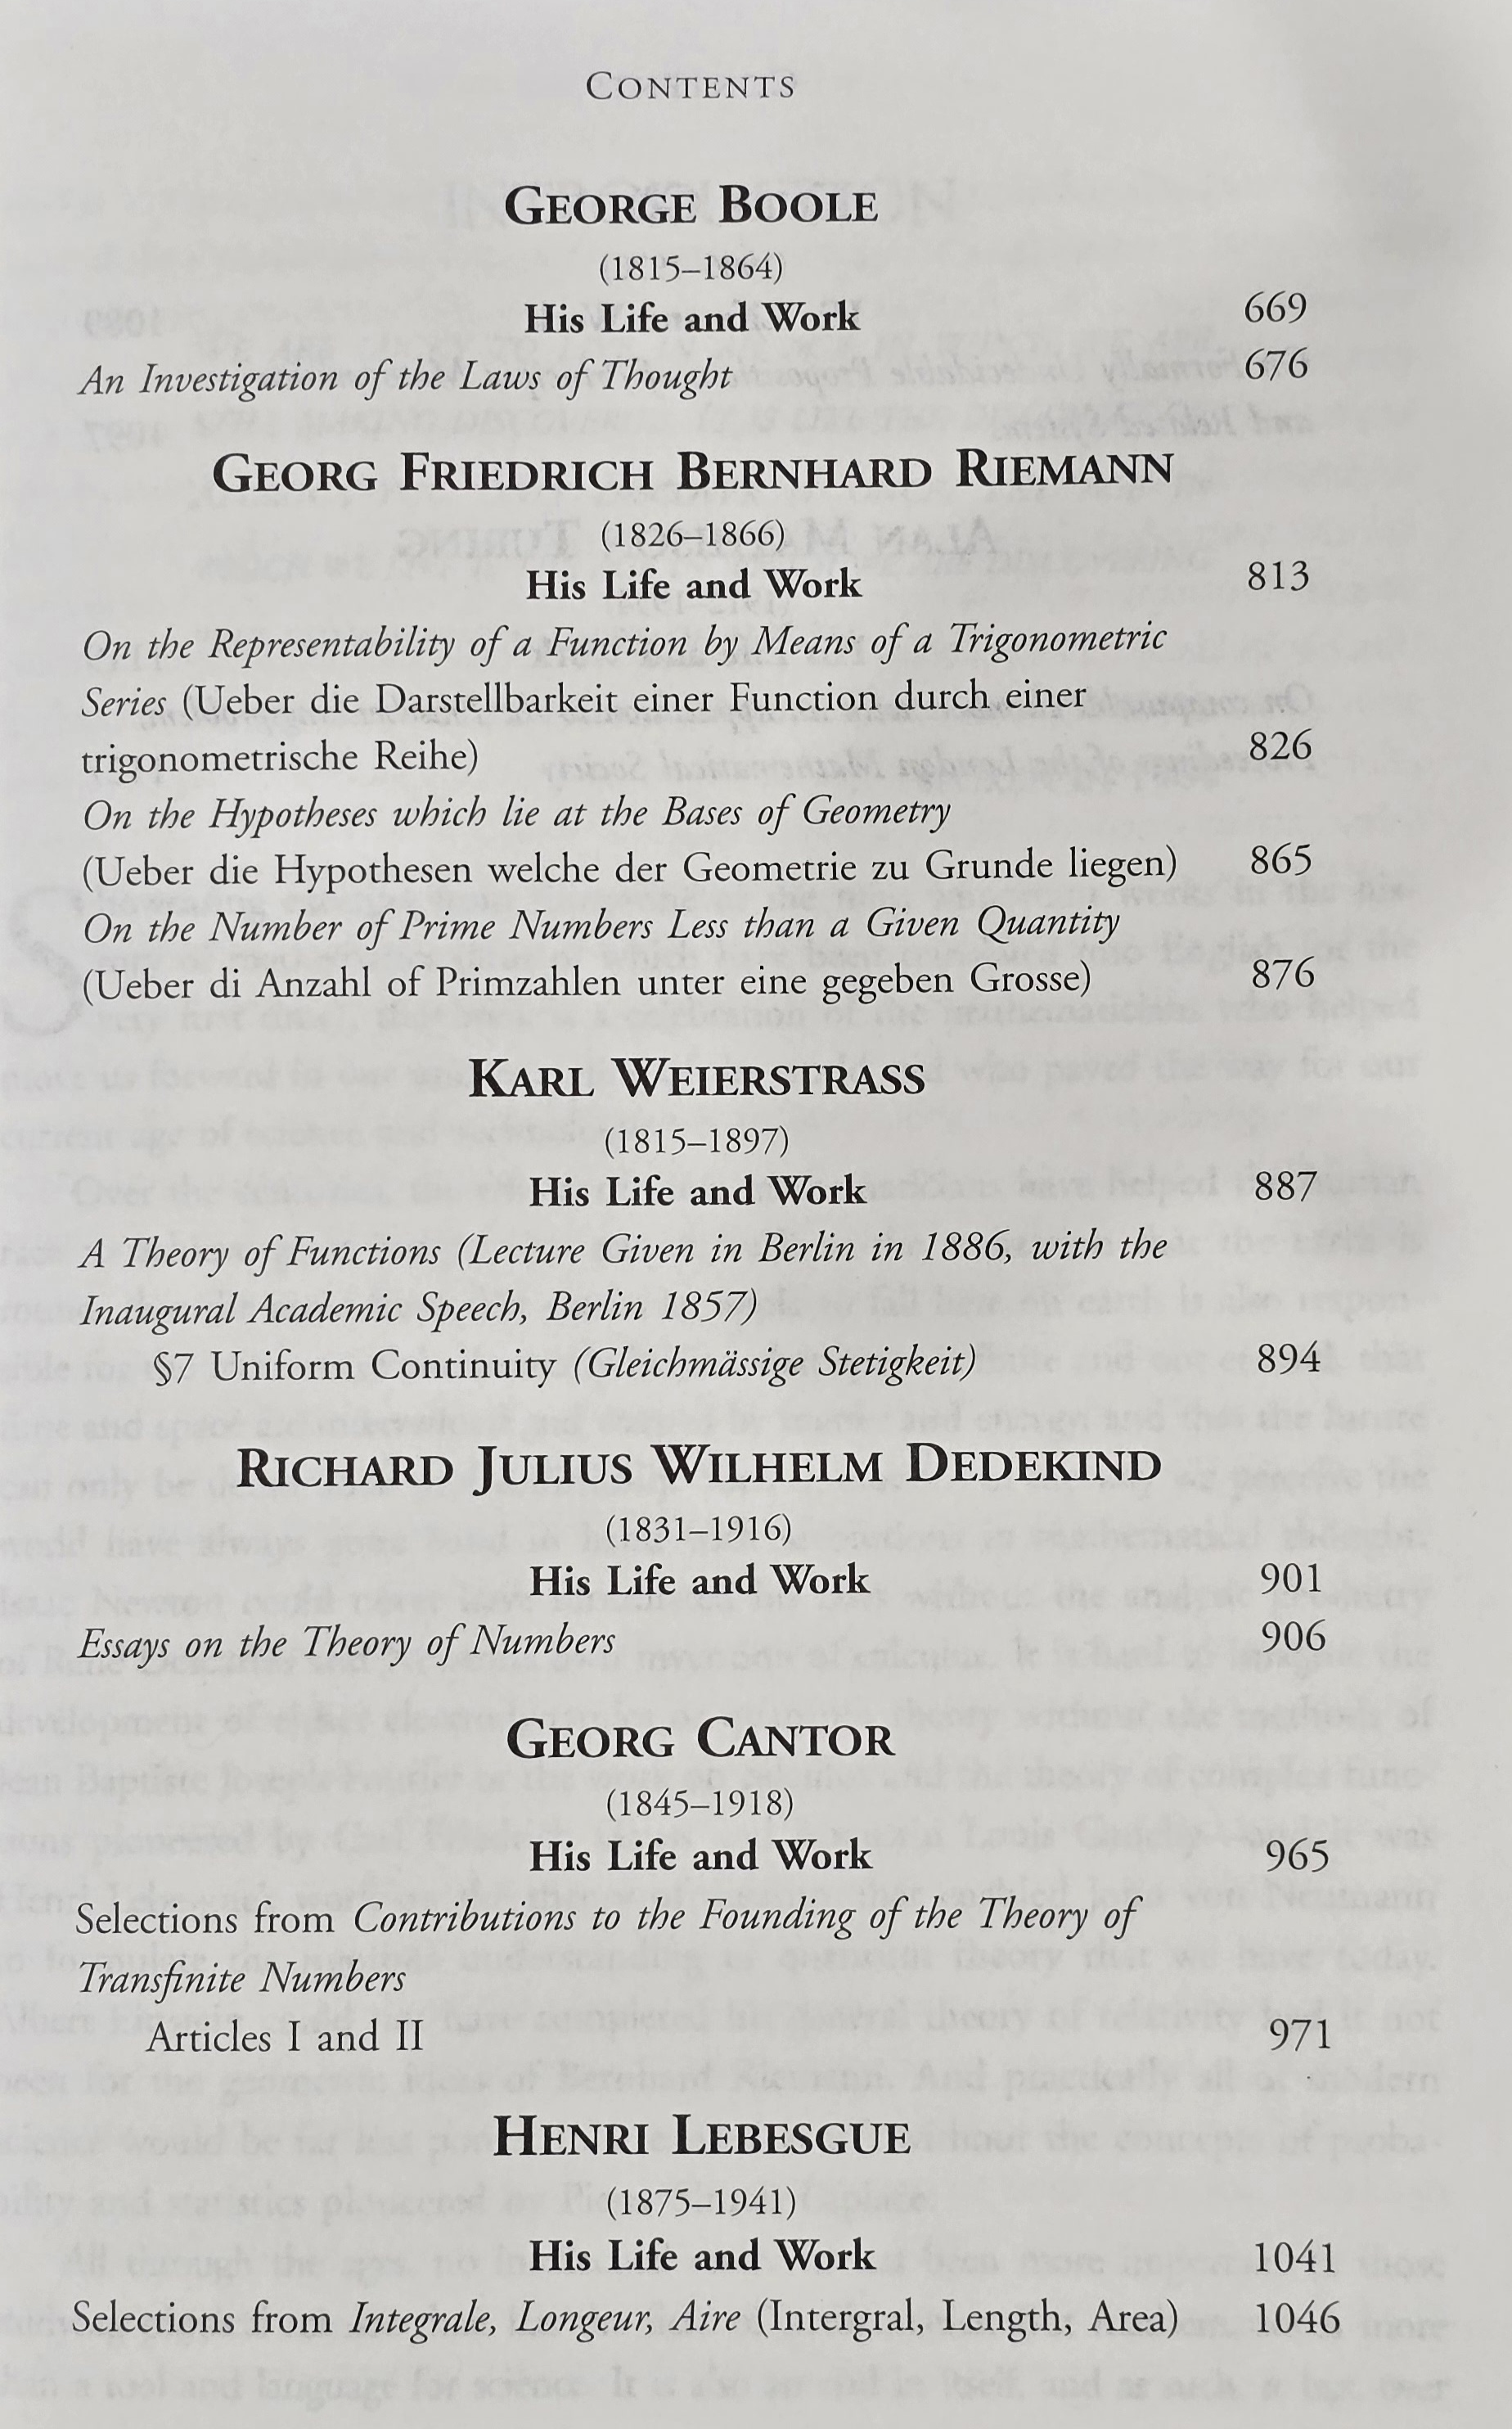 CONTENTS
GEORGE BOOLE
(1815–1864)
His Life and Work 669
An Investigation of the Laws of Thought 676
GEORG FRIEDRICH BERNHARD RIEMANN
(1826–1866)
His Life and Work 813
On the Representability of a Function by Means of a Trigonometric
Series (Ueber die Darstellbarkeit einer Function durch einer
trigonometrische Reihe) 826
On the Hypotheses which lie at the Bases of Geometry
(Ueber die Hypothesen welche der Geometrie zu Grunde liegen) 865
On the Number of Prime Numbers Less than a Given Quantity
(Ueber di Anzahl of Primzahlen unter eine gegeben Grosse) 876
KARL WEIERSTRASS
(1815–1897)
His Life and Work 887
A Theory of Functions (Lecture Given in Berlin in 1886, with the
Inaugural Academic Speech, Berlin 1857)
§7 Uniform Continuity (Gleichmässige Stetigkeit) 894
RICHARD JULIUS WILHELM DEDEKIND
(1831–1916)
His Life and Work 901
Essays on the Theory of Numbers 906
GEORG CANTOR
(1845–1918)
His Life and Work 965
Selections from Contributions to the Founding of the Theory of
Transfinite Numbers
Articles I and II 971
HENRI LEBESGUE
(1875–1941)
His Life and Work 1041
Selections from Integrale, Longeur, Aire (Intergral, Length, Area) 1046